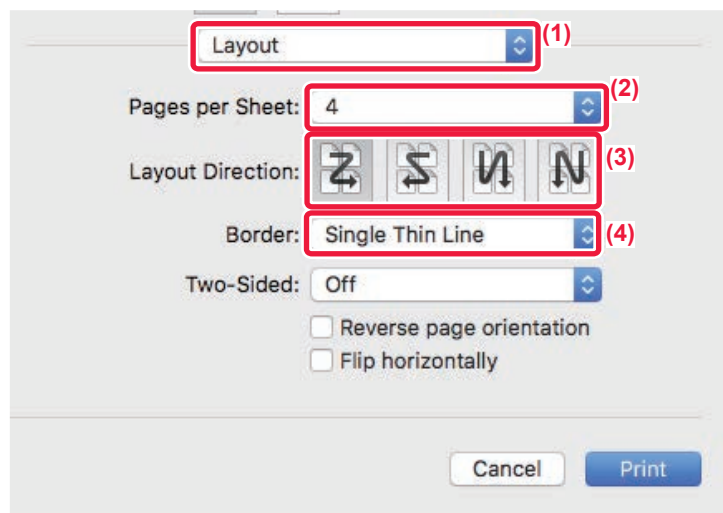 Layout (1)
Pages per Sheet: 4 (2)
Layout Direction: (3)
Border: Single Thin Line (4)
Two-Sided: Off
Reverse page orientation
Flip horizontally
Cancel Print